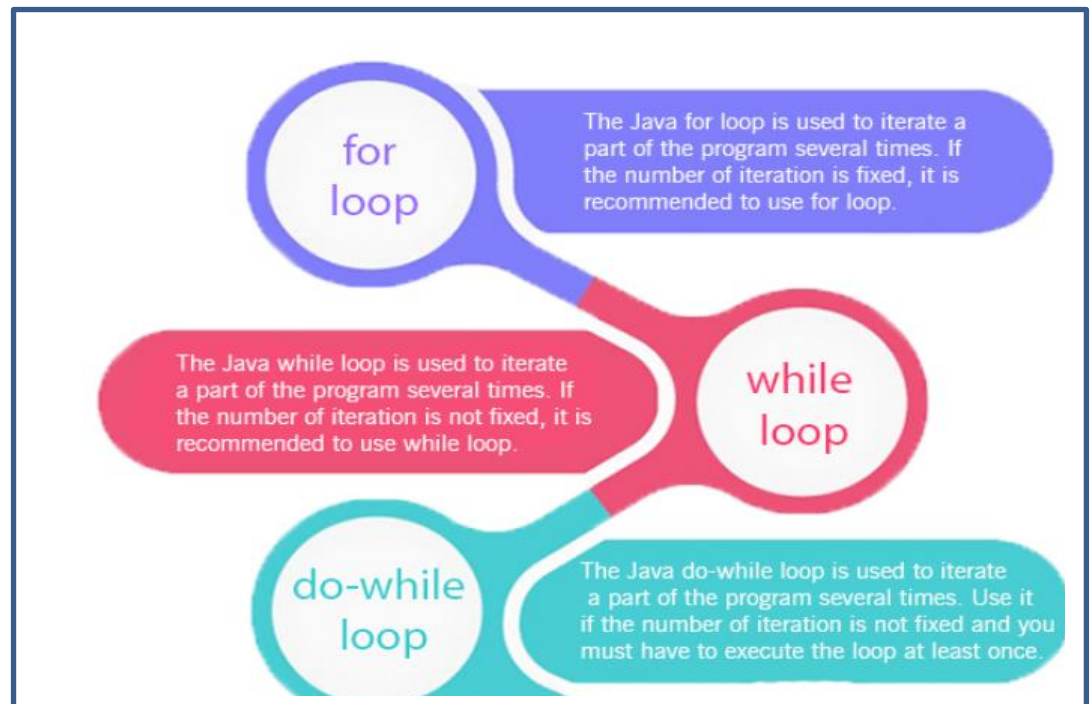 for
loop
The Java for loop is used to iterate a
part of the program several times. If
the number of iteration is fixed, it is
recommended to use for loop.
The Java while loop is used to iterate
a part of the program several times. If
the number of iteration is not fixed, it is
recommended to use while loop.
while
loop
do-while
loop
The Java do-while loop is used to iterate
a part of the program several times. Use it
if the number of iteration is not fixed and you
must have to execute the loop at least once.